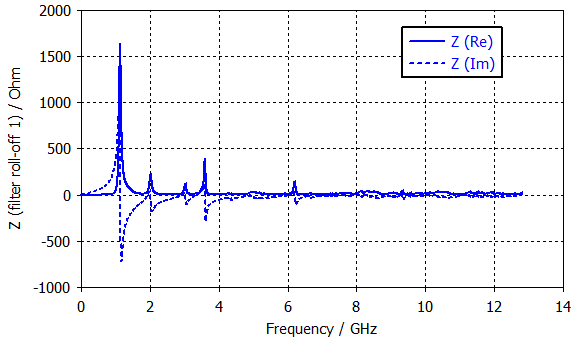 2000
1500
1000
500
0
-500
-1000
Z (filter roll-off 1) / Ohm
Z (Re)
Z (Im)
0 2 4 6 8 10 12 14
Frequency / GHz